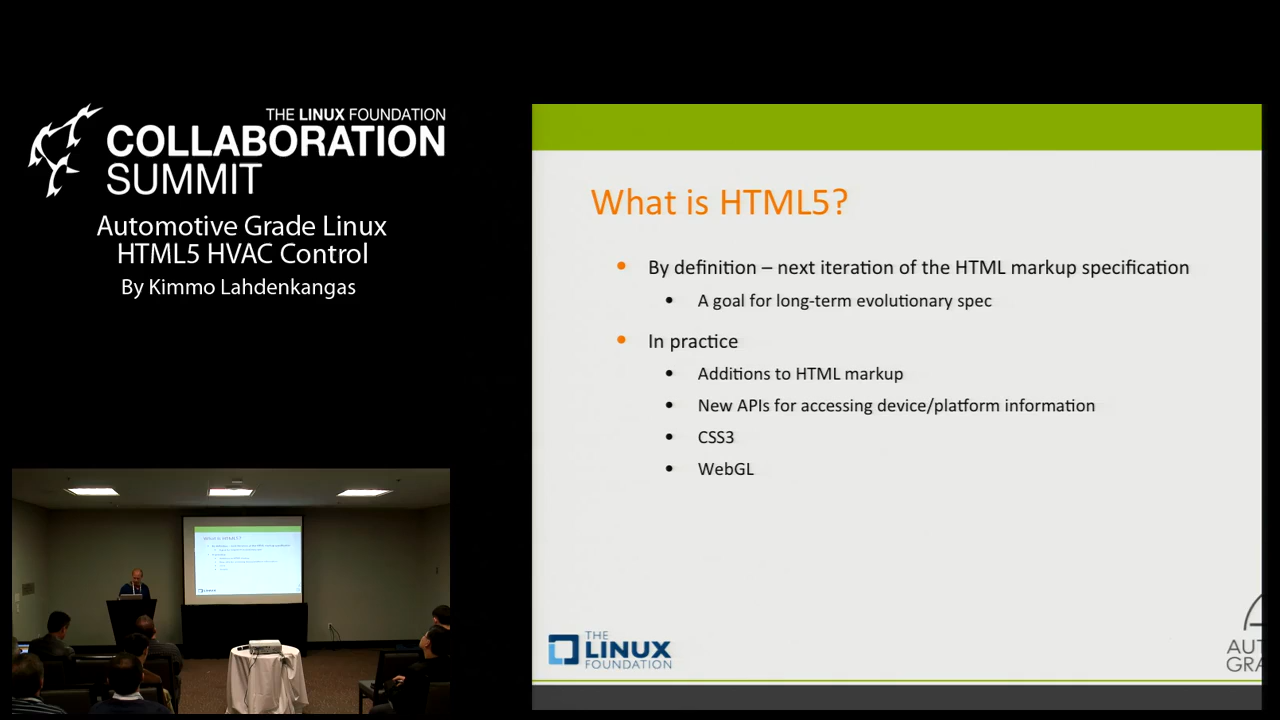 THE LINUX FOUNDATION
COLLABORATION
SUMMIT
Automotive Grade Linux
HTML5 HVAC Control
By Kimmo Lahdenkangas
What is HTML5?
• By definition – next iteration of the HTML markup specification
• A goal for long-term evolutionary spec
• In practice
• Additions to HTML markup
• New APIs for accessing device/platform information
• CSS3
• WebGL
THE
LINUX
FOUNDATION